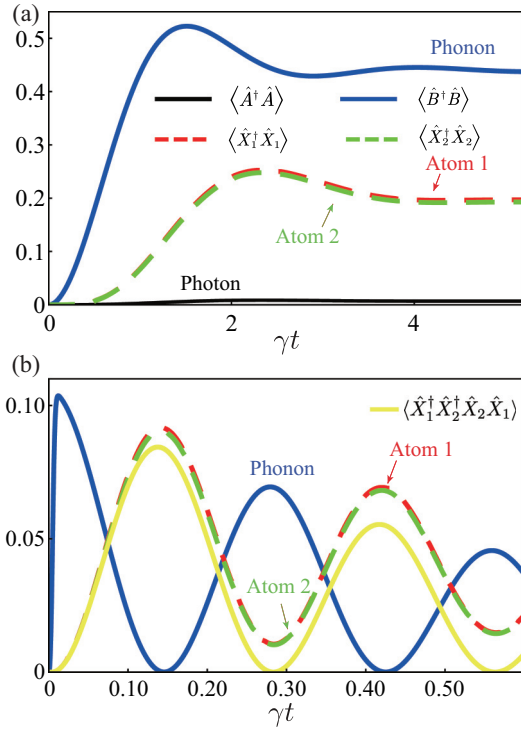 (a)
0.5
0.4
0.3
0.2
0.1
0
Phonon
⟨Â†Â⟩ ⟨B̂†B̂⟩
⟨X̂₁†X̂₁⟩ ⟨X̂₂†X̂₂⟩
Atom 1
Atom 2
Photon
2 4
γt
(b)
0.10
0.05
0
⟨X̂₁†X̂₂†X̂₂X̂₁⟩
Atom 1
Phonon
Atom 2
0 0.10 0.20 0.30 0.40 0.50
γt